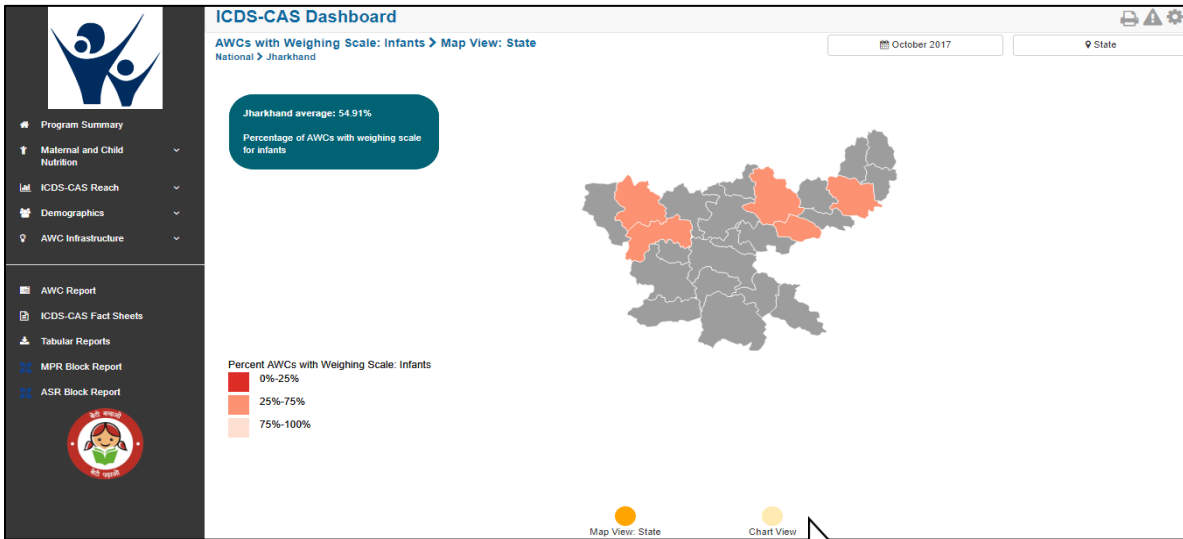 ICDS-CAS Dashboard
AWCs with Weighing Scale: Infants > Map View: State
National > Jharkhand
October 2017
State
Jharkhand average: 54.91%
Percentage of AWCs with weighing scale
for infants
Program Summary
Maternal and Child
Nutrition
ICDS-CAS Reach
Demographics
AWC Infrastructure
AWC Report
ICDS-CAS Fact Sheets
Tabular Reports
MPR Block Report
ASR Block Report
बेटी बचाओ
बेटी पढ़ाओ
Percent AWCs with Weighing Scale: Infants
0%-25%
25%-75%
75%-100%
Map View: State
Chart View